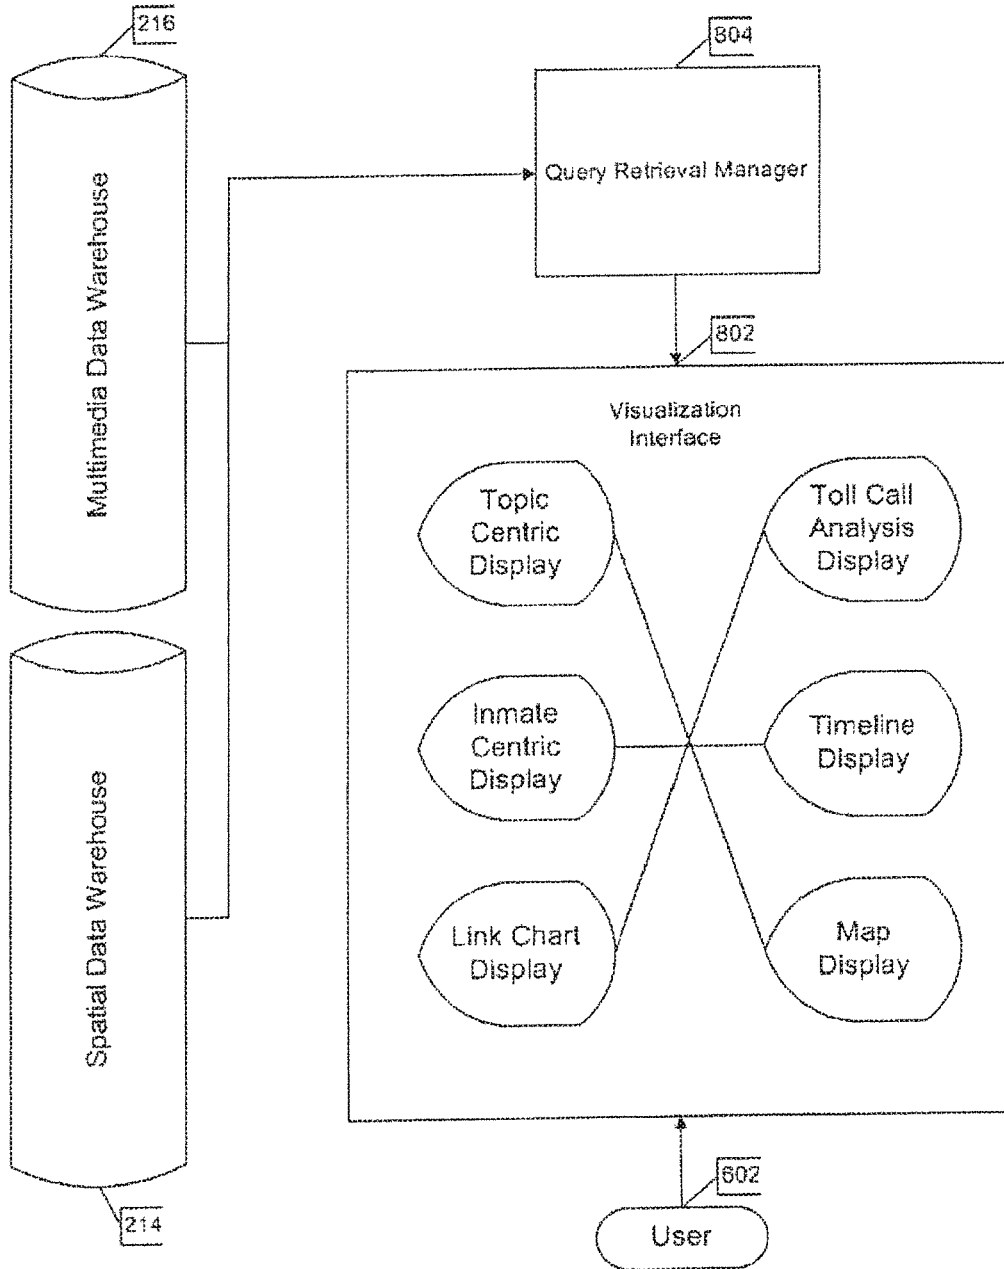 216
804
Multimedia Data Warehouse
Query Retrieval Manager
802
Visualization
Interface
Topic
Centric
Display
Toll Call
Analysis
Display
Inmate
Centric
Display
Timeline
Display
Spatial Data Warehouse
Link Chart
Display
Map
Display
214
602
User